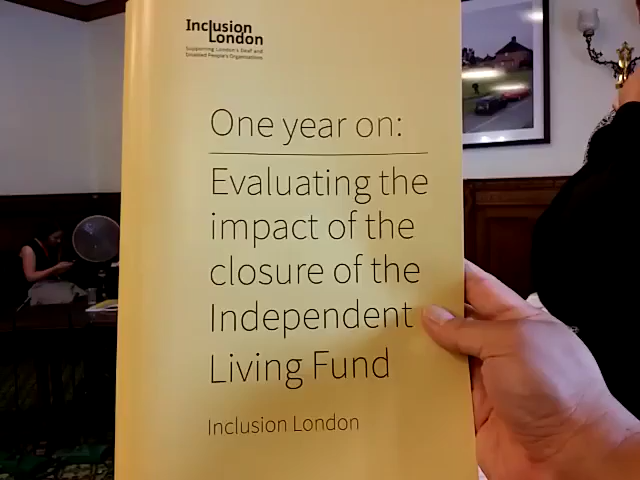 Inclusion
London
Supporting London's Deaf and
Disabled People's Organisations
One year on:
Evaluating the
impact of the
closure of the
Independent
Living Fund
Inclusion London